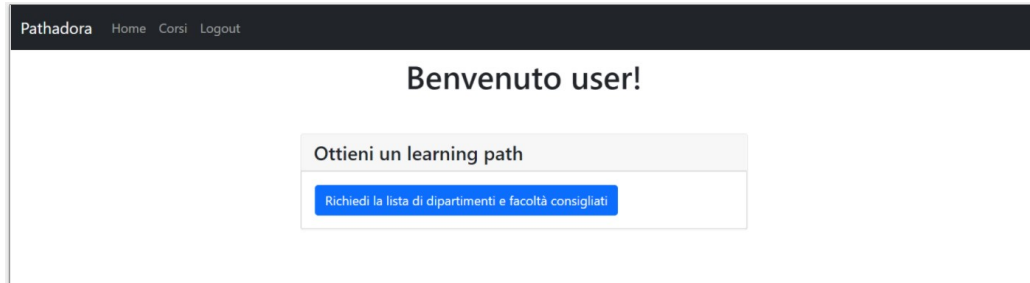 Pathadora Home Corsi Logout
Benvenuto user!
Ottieni un learning path
Richiedi la lista di dipartimenti e facoltà consigliati